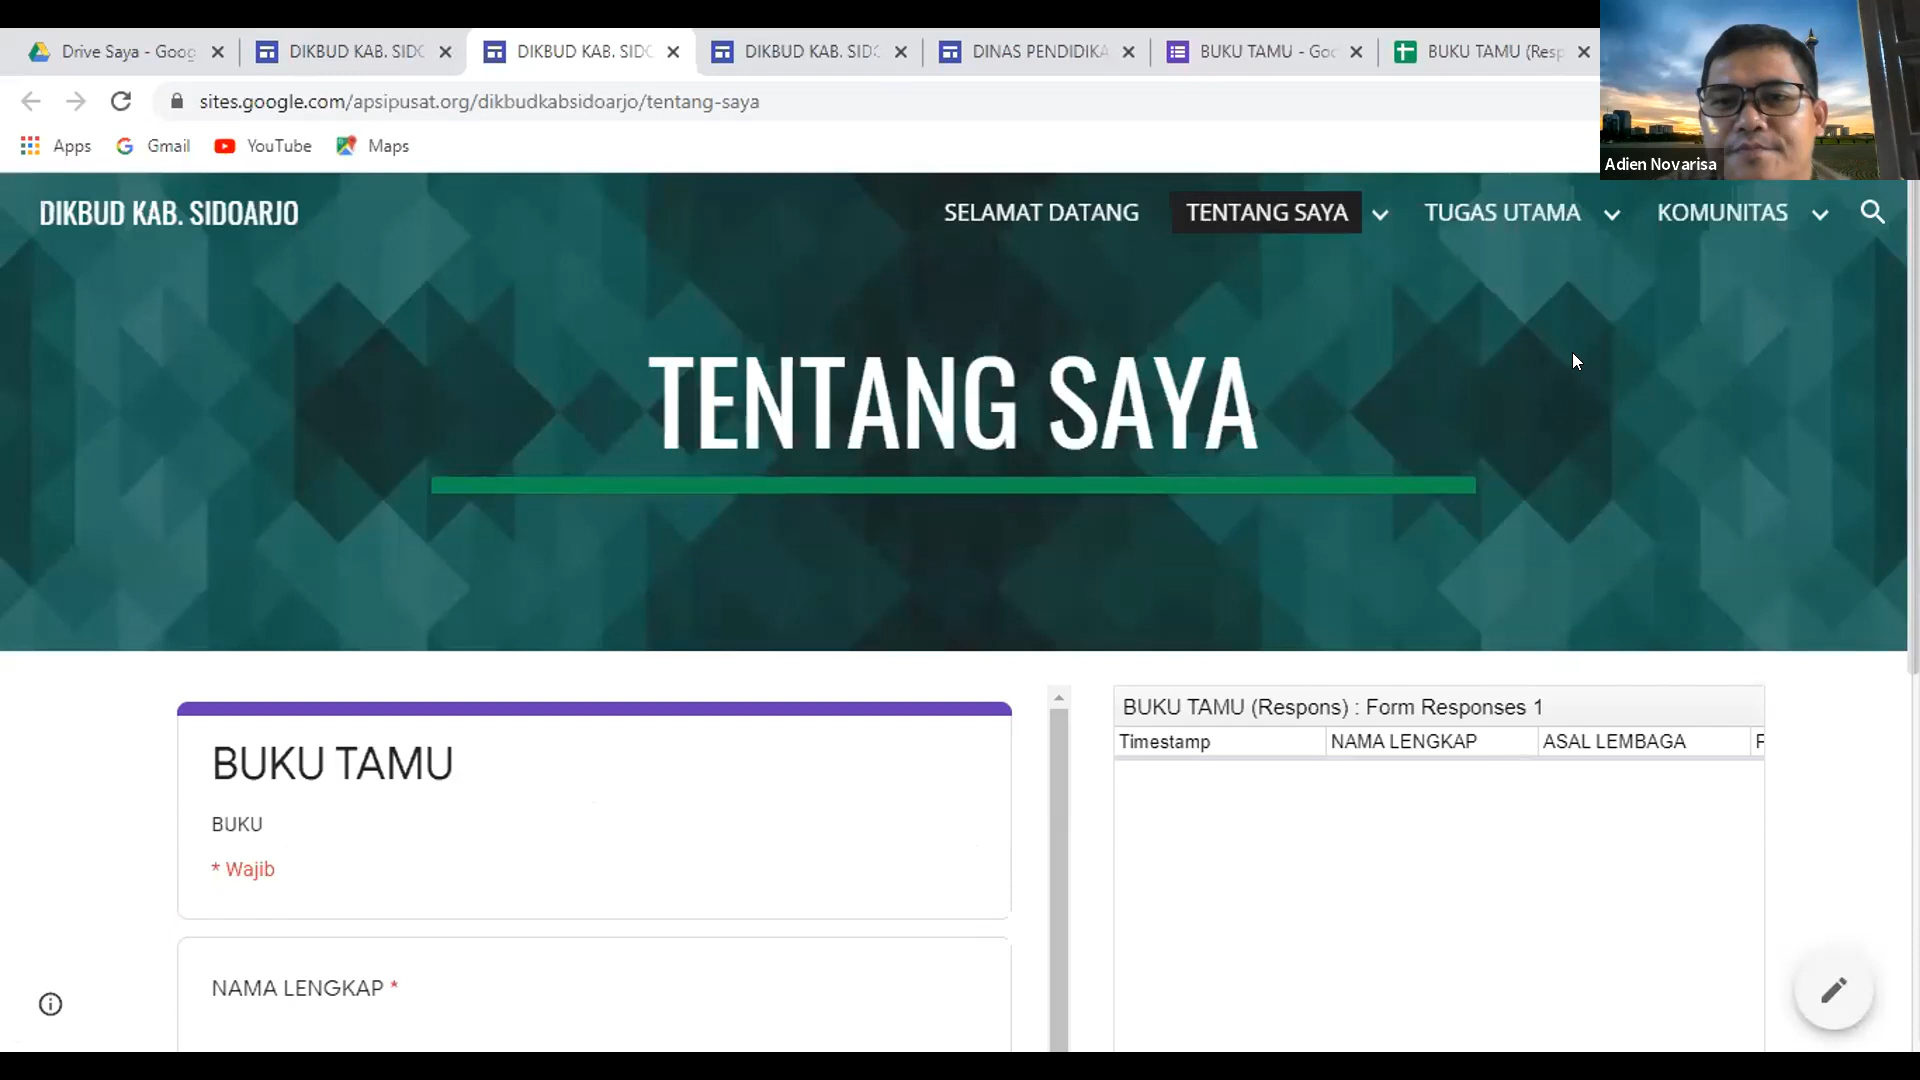 Drive Saya - Goog
DIKBUD KAB. SID
DIKBUD KAB. SID
DIKBUD KAB. SID
DINAS PENDIDIKA
BUKU TAMU - Goo
BUKU TAMU (Resp
sites.google.com/apsipusat.org/dikbudkabsidoarjo/tentang-saya
Apps
Gmail
YouTube
Maps
Adien Novarisa
DIKBUD KAB. SIDOARJO
SELAMAT DATANG
TENTANG SAYA
TUGAS UTAMA
KOMUNITAS
TENTANG SAYA
BUKU TAMU
BUKU
* Wajib
NAMA LENGKAP *
BUKU TAMU (Respons) : Form Responses 1
Timestamp
NAMA LENGKAP
ASAL LEMBAGA